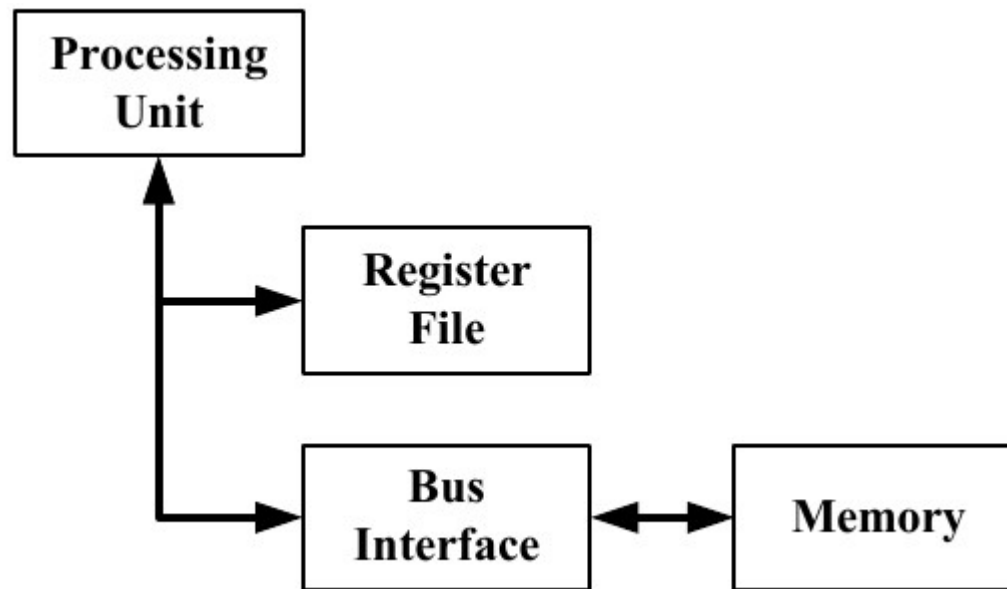 Processing
Unit
Register
File
Bus
Interface
Memory